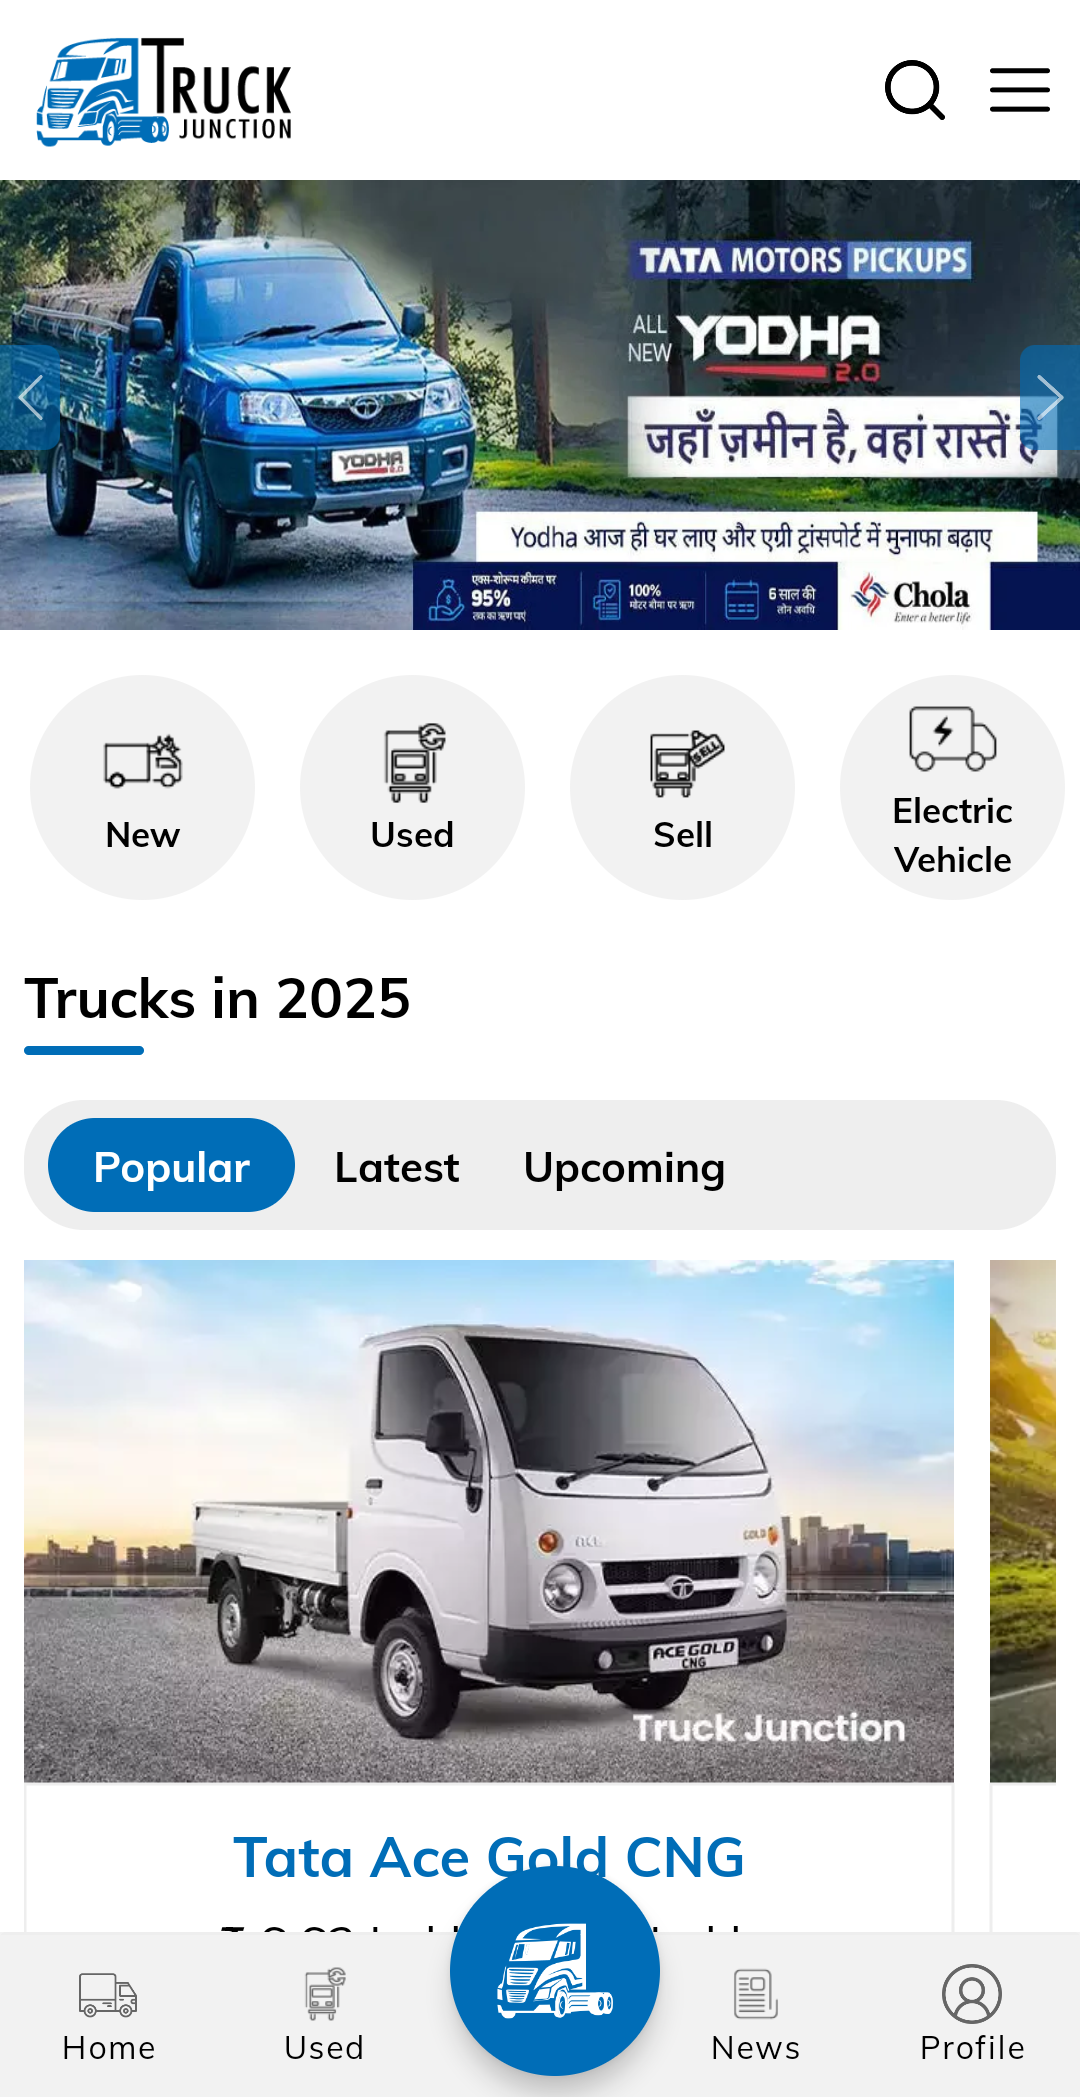 TRUCK
JUNCTION
TATA MOTORS PICKUPS
ALL NEW YODHA 2.0
जहाँ ज़मीन है, वहां रास्तें है
YODHA 2.0
Yodha आज ही घर लाए और एग्री ट्रांसपोर्ट में मुनाफा बढ़ाए
एक्स-शोरूम कीमत पर
95%
तक का ऋण पाएं
100%
मोटर बीमा पर ऋण
6 साल की
लोन अवधि
Chola
Enter a better life
New
Used
SELL
Sell
Electric
Vehicle
Trucks in 2025
Popular Latest Upcoming
ACE
GOLD
ACE GOLD
CNG
Truck Junction
Tata Ace Gold CNG
Home
Used
News
Profile